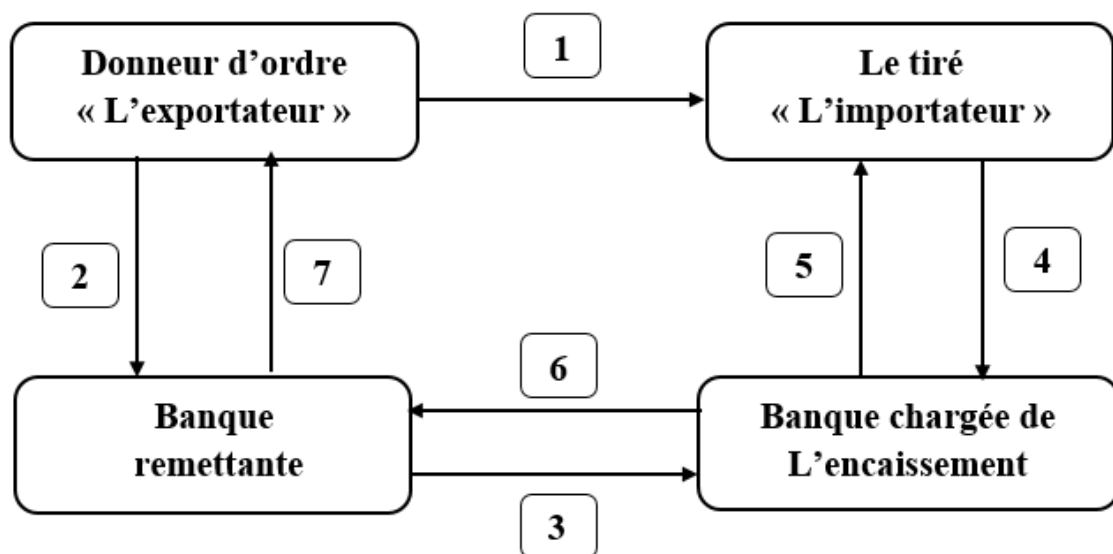 1
Donneur d’ordre
« L’exportateur »
Le tiré
« L’importateur »
2
7
5
4
6
Banque
remettante
Banque chargée de
L’encaissement
3